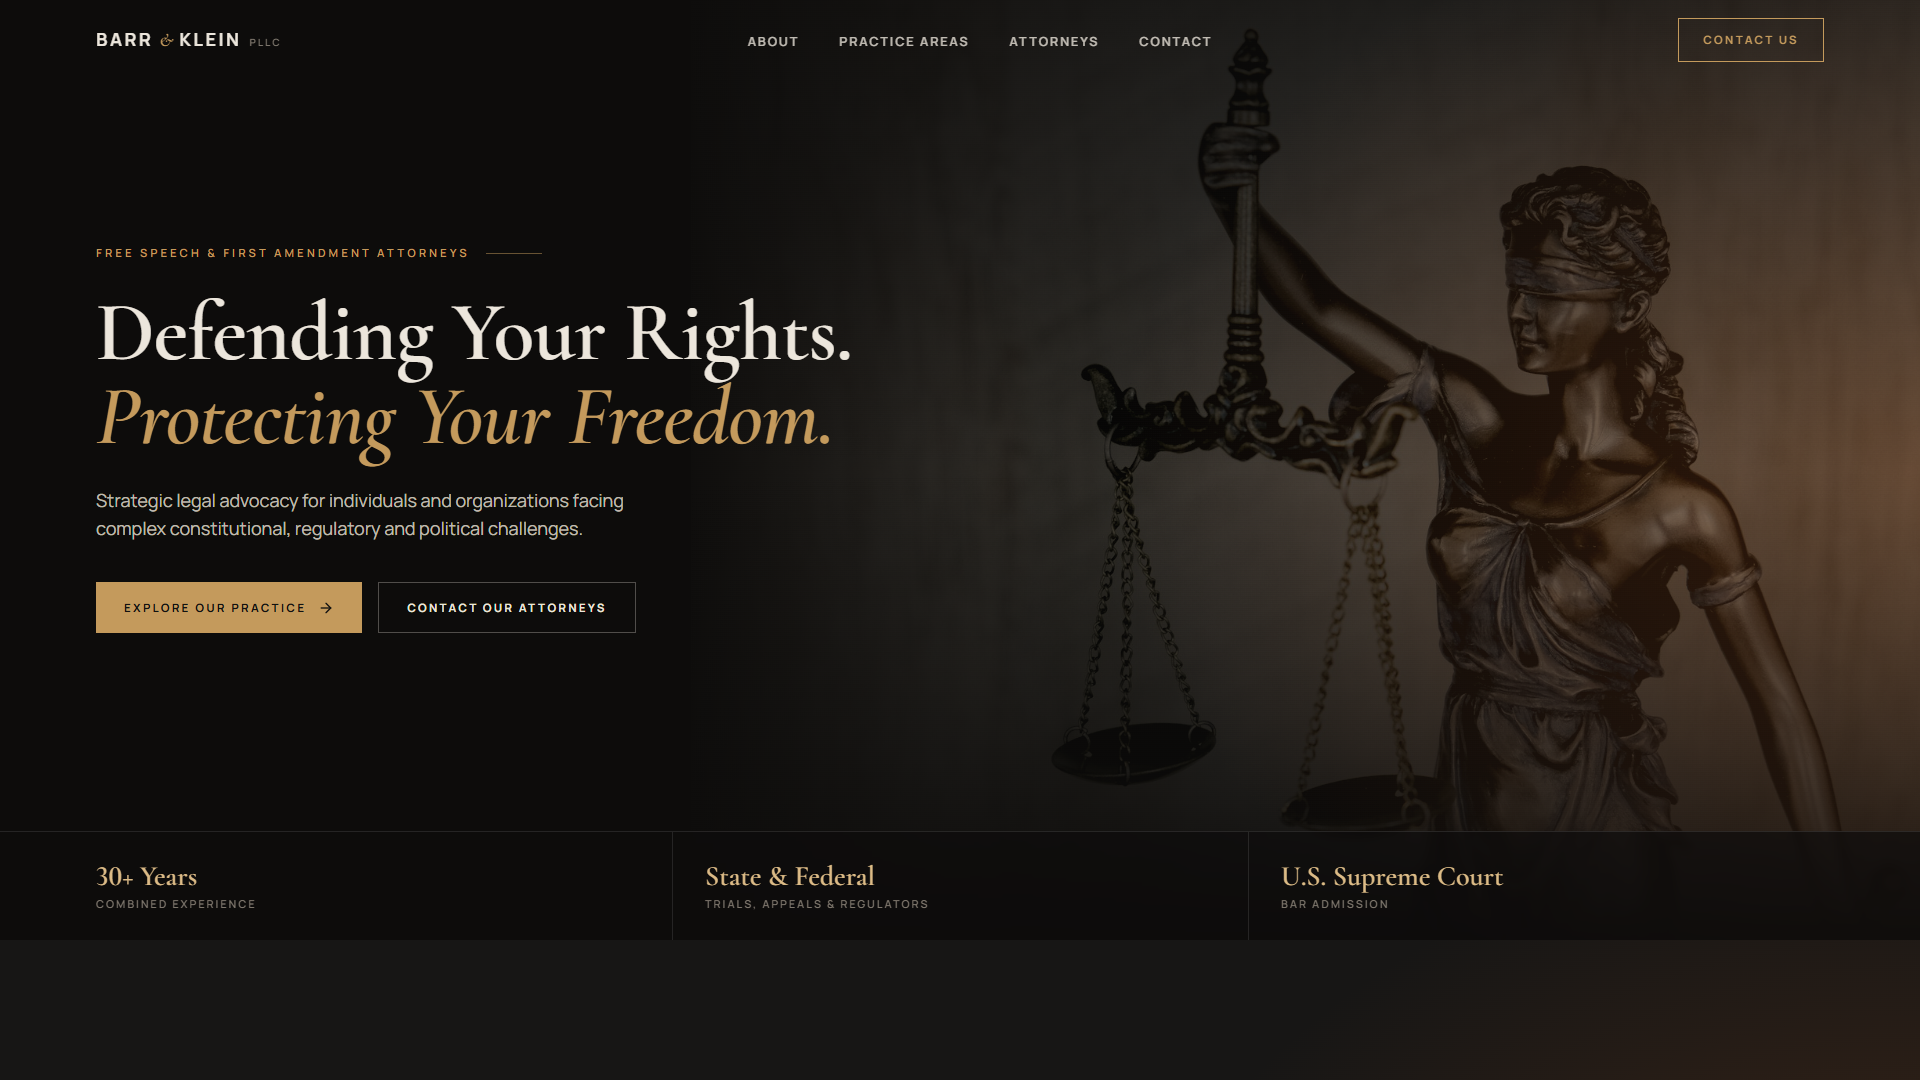 BARR & KLEIN PLLC
ABOUT
PRACTICE AREAS
ATTORNEYS
CONTACT
CONTACT US
FREE SPEECH & FIRST AMENDMENT ATTORNEYS
Defending Your Rights.
Protecting Your Freedom.
Strategic legal advocacy for individuals and organizations facing
complex constitutional, regulatory and political challenges.
EXPLORE OUR PRACTICE →
CONTACT OUR ATTORNEYS
30+ Years
COMBINED EXPERIENCE
State & Federal
TRIALS, APPEALS & REGULATORS
U.S. Supreme Court
BAR ADMISSION